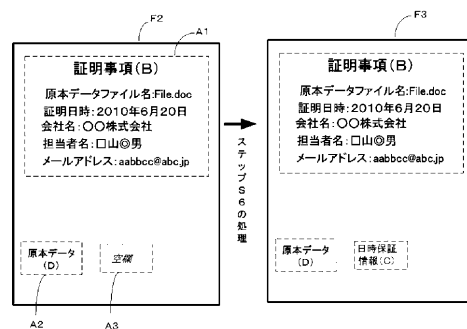 F2
A1
証明事項(B)
原本データファイル名:File.doc
証明日時:2010年6月20日
会社名:〇〇株式会社
担当者名:□山◎男
メールアドレス:aabbcc@abc.jp
原本データ
(D)
空欄
A2
A3
ステップS6の処理
F3
証明事項(B)
原本データファイル名:File.doc
証明日時:2010年6月20日
会社名:〇〇株式会社
担当者名:□山◎男
メールアドレス:aabbcc@abc.jp
原本データ
(D)
日時保証
情報(C)